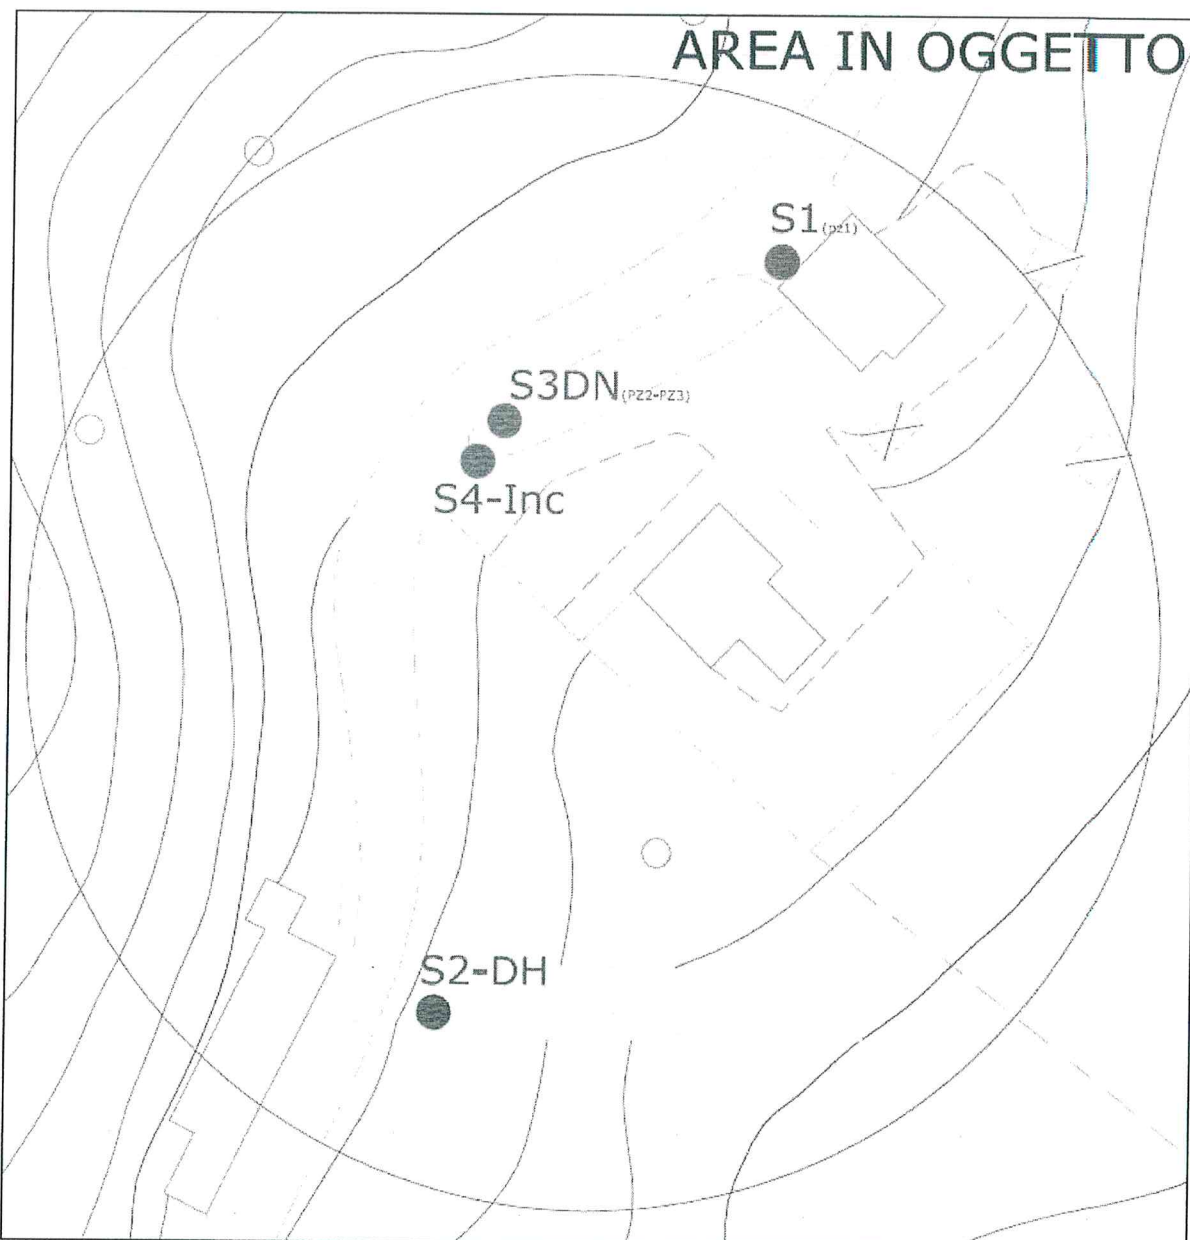 AREA IN OGGETTO
S1(pz1)
S3DN(PZ2-PZ3)
S4-Inc
S2-DH